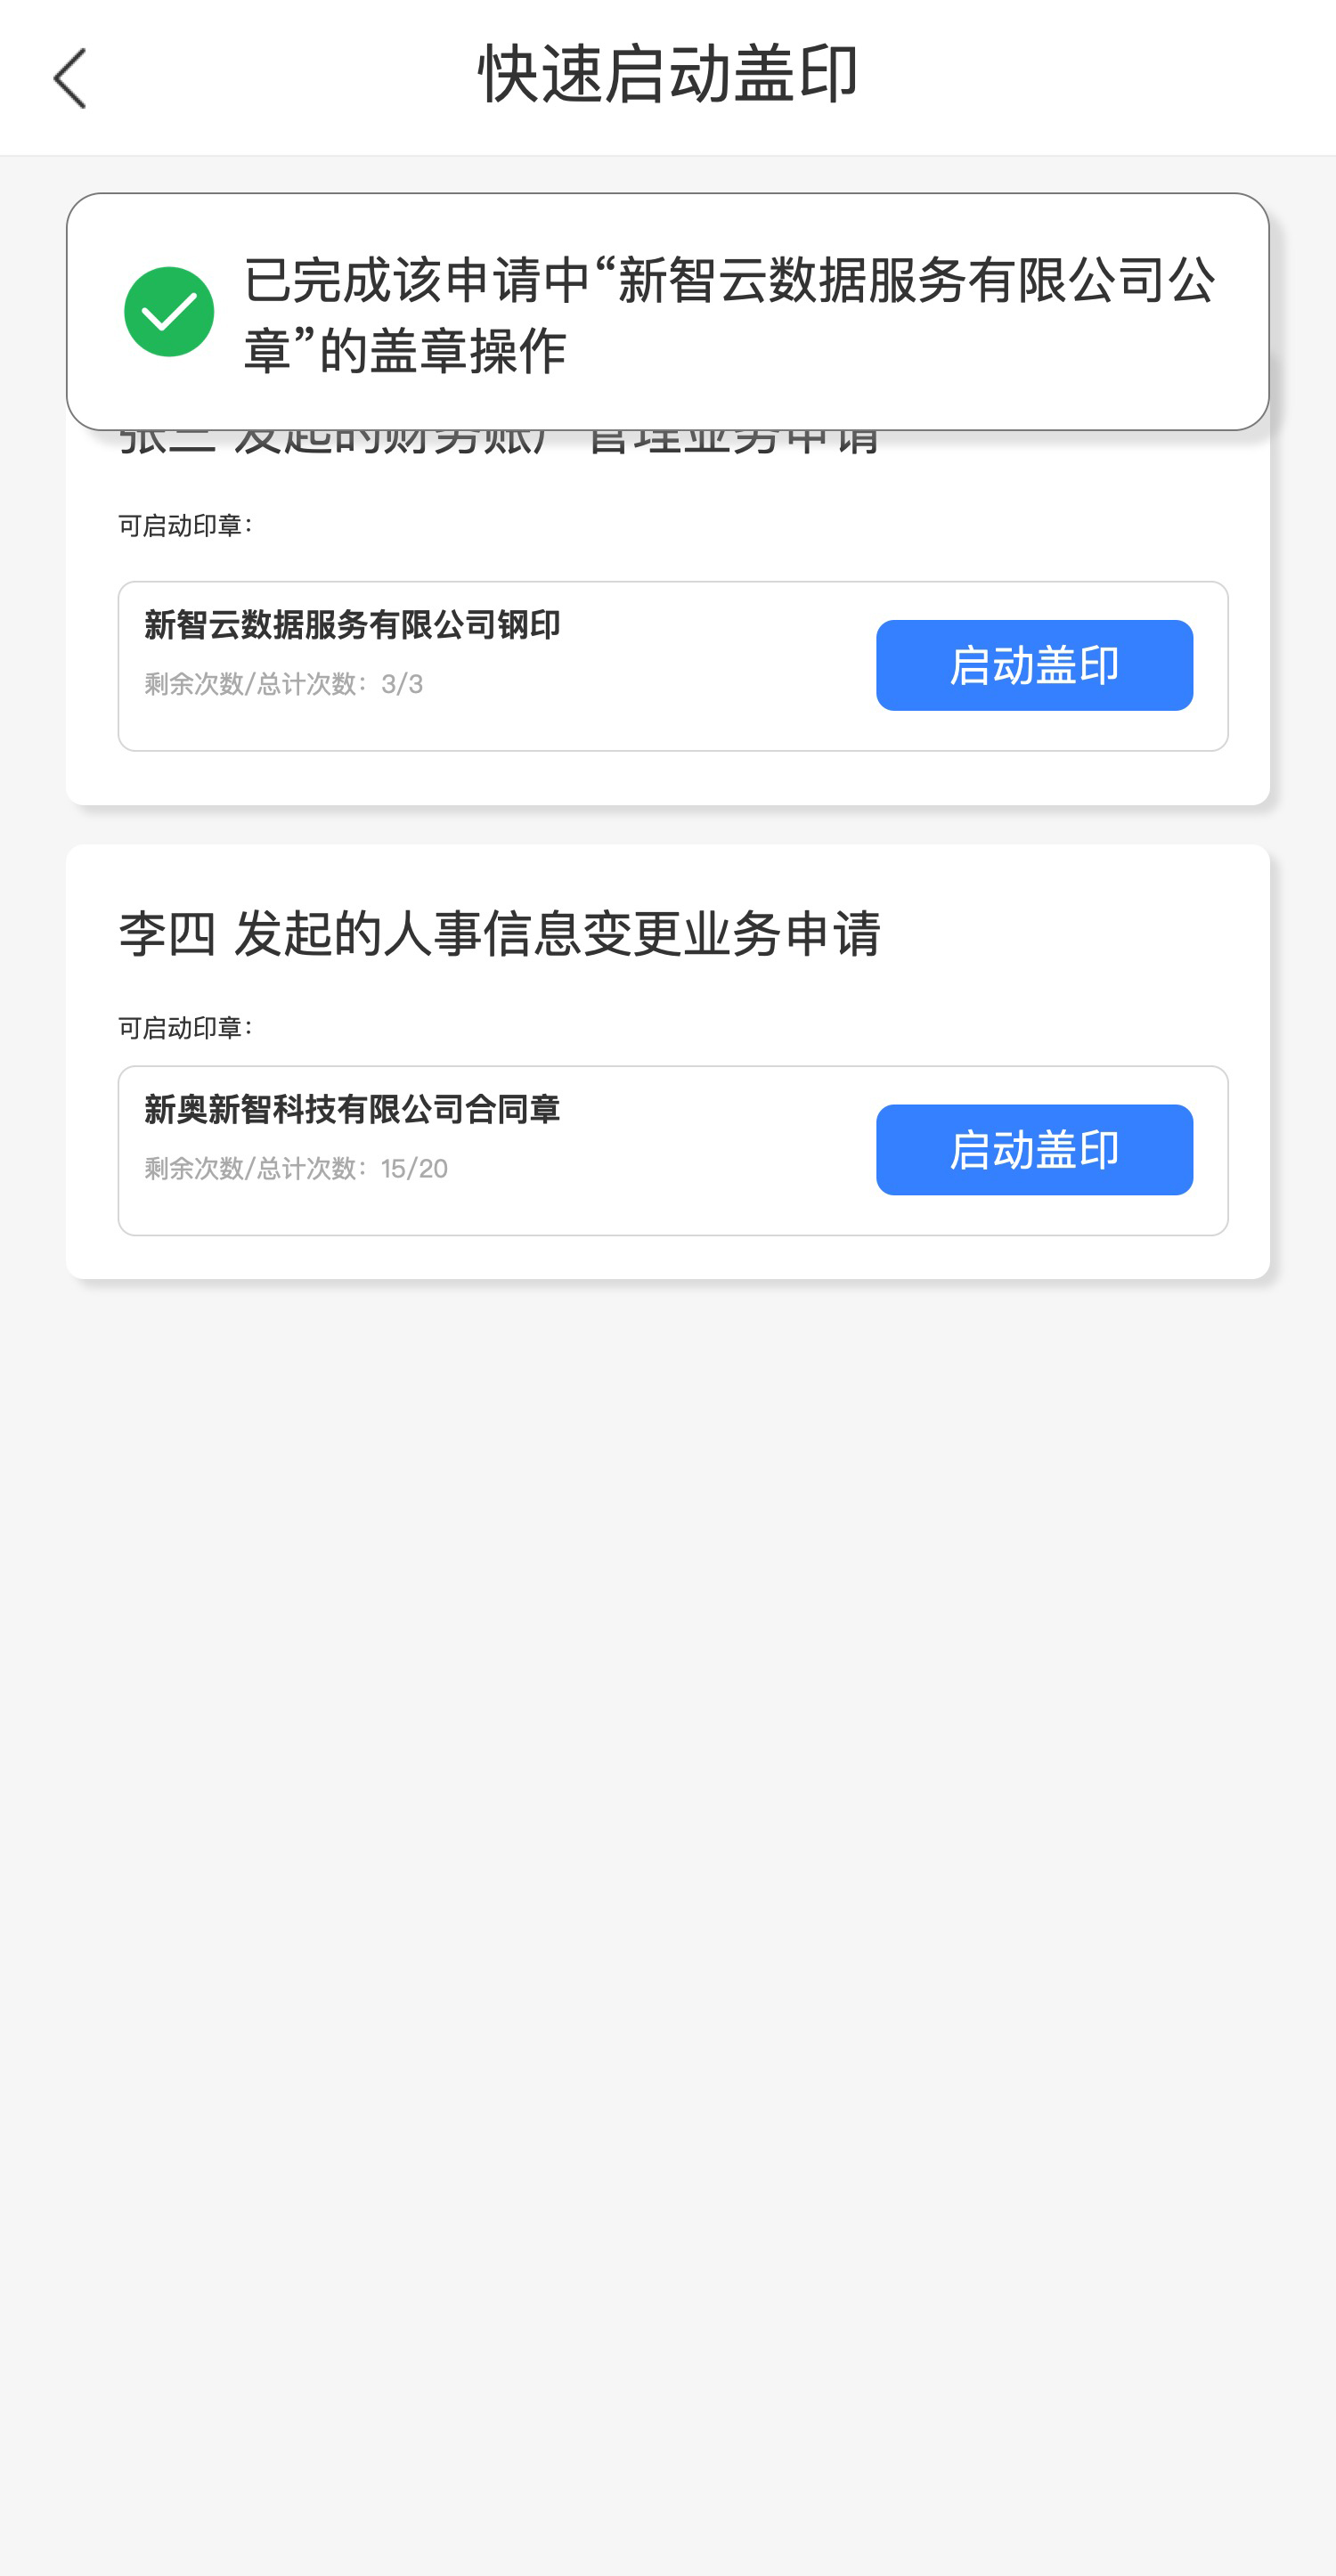 快速启动盖印
已完成该申请中“新智云数据服务有限公司公
章”的盖章操作
张三 发起的财务账户管理业务申请
可启动印章：
新智云数据服务有限公司钢印
剩余次数/总计次数：3/3
启动盖印
李四 发起的人事信息变更业务申请
可启动印章：
新奥新智科技有限公司合同章
剩余次数/总计次数：15/20
启动盖印